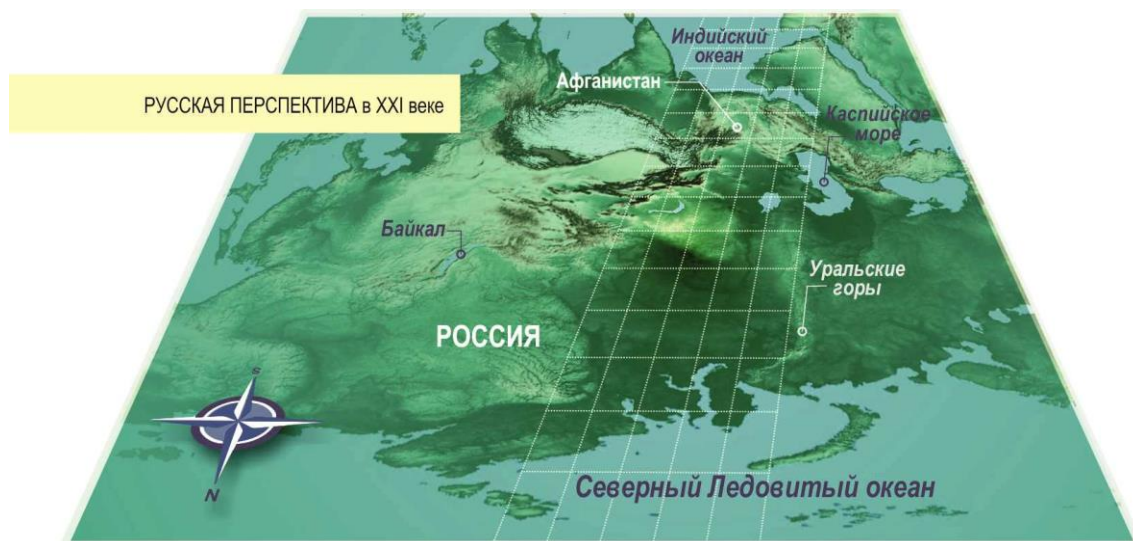 Индийский
океан
Афганистан
РУССКАЯ ПЕРСПЕКТИВА в XXI веке
Каспийское
море
Байкал
Уральские
горы
РОССИЯ
S
N
Северный Ледовитый океан